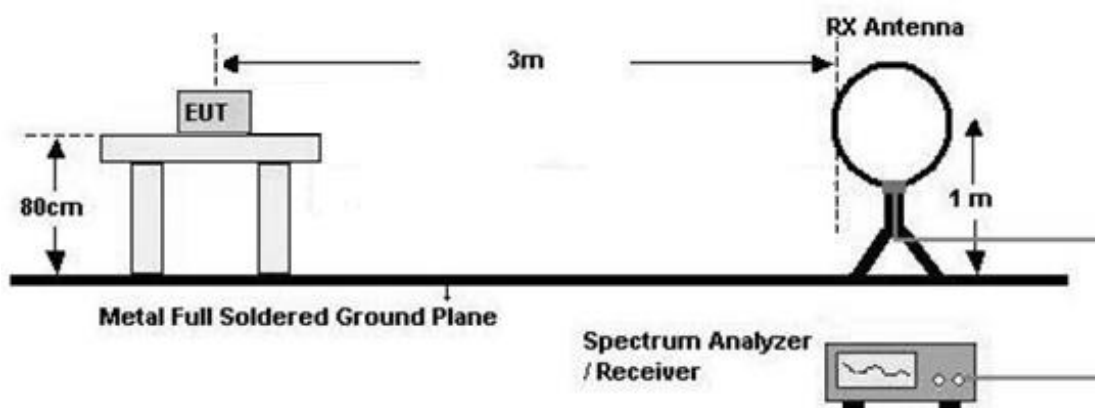 RX Antenna
3m
EUT
80cm
1 m
Metal Full Soldered Ground Plane
Spectrum Analyzer
/ Receiver